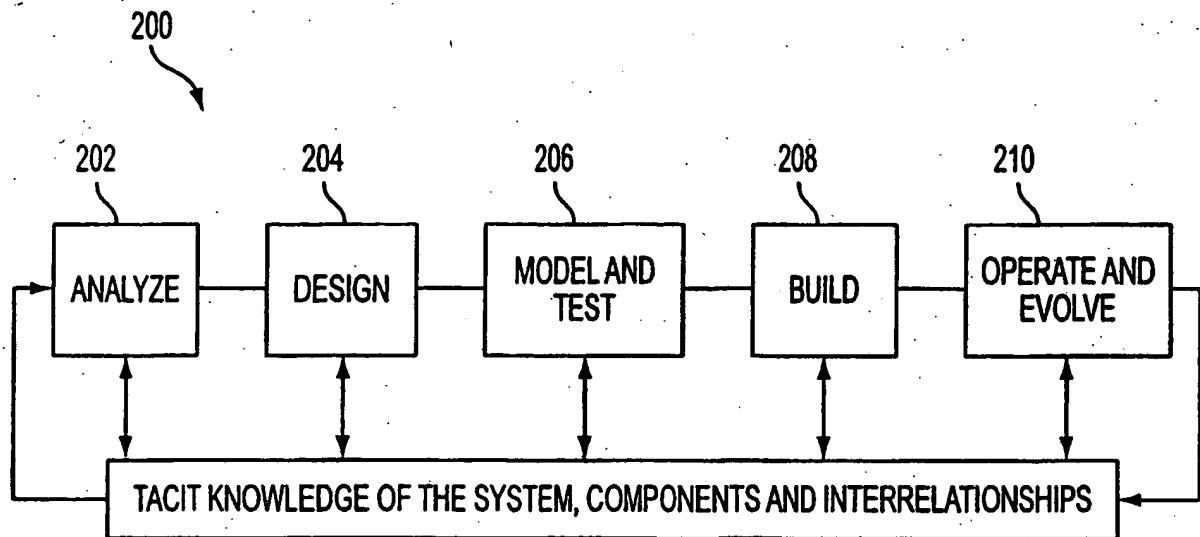 200
202
204
206
208
210
ANALYZE
DESIGN
MODEL AND
TEST
BUILD
OPERATE AND
EVOLVE
TACIT KNOWLEDGE OF THE SYSTEM, COMPONENTS AND INTERRELATIONSHIPS